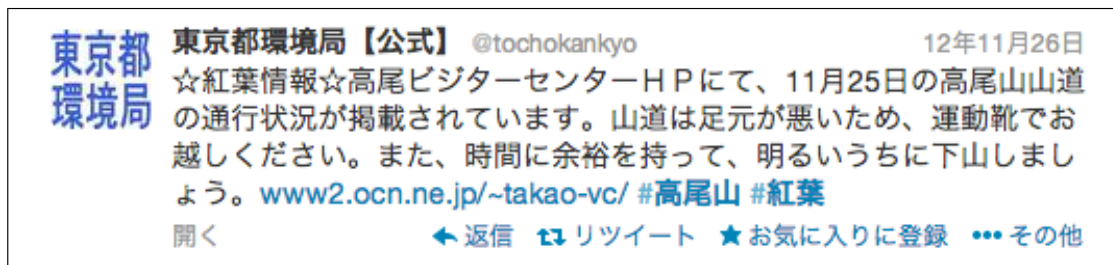 東京都
環境局
東京都環境局【公式】 @tochokankyo 12年11月26日
☆紅葉情報☆高尾ビジターセンターＨＰにて、11月25日の高尾山山道
の通行状況が掲載されています。山道は足元が悪いため、運動靴でお
越しください。また、時間に余裕を持って、明るいうちに下山しまし
ょう。www2.ocn.ne.jp/~takao-vc/ #高尾山 #紅葉
開く 返信 リツイート お気に入りに登録 ••• その他